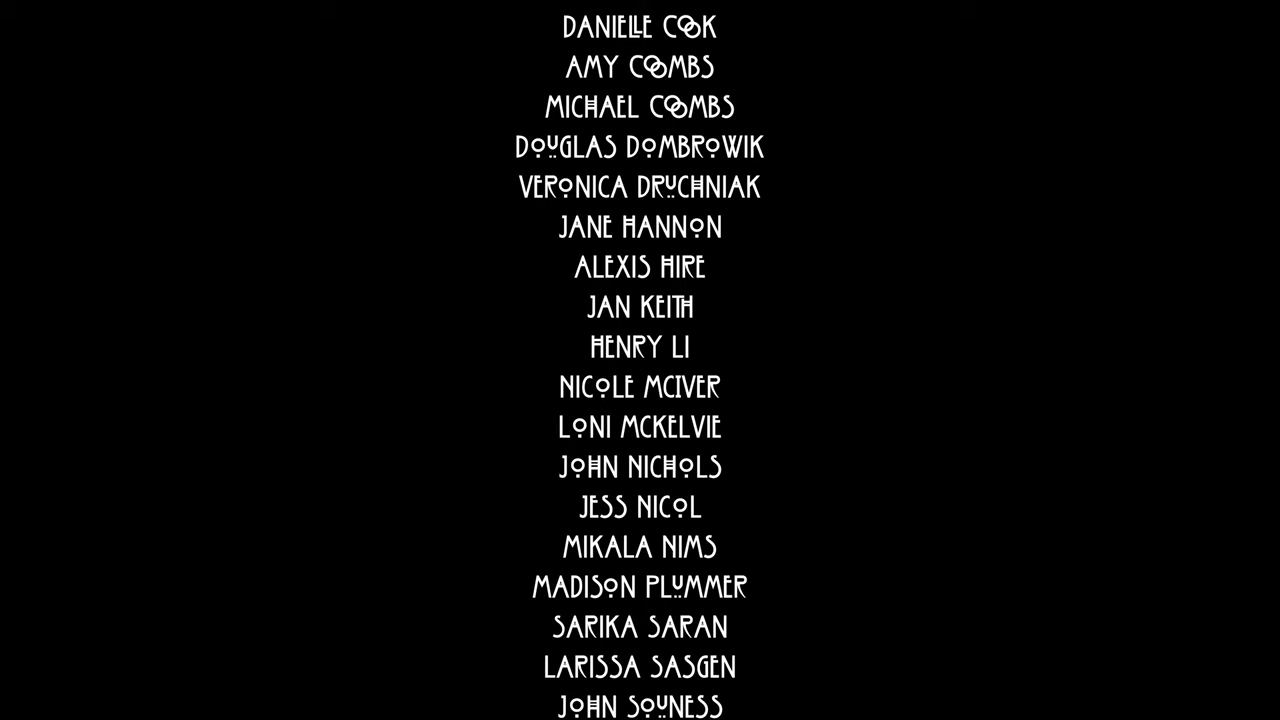 DANIELLE COOK
AMY COOMBS
MICHAEL COOMBS
DOUGLAS DOMBROWIK
VERONICA DRUCHNIAK
JANE HANNON
ALEXIS HIRE
JAN KEITH
HENRY LI
NICOLE MCIVER
LONI MCKELVIE
JOHN NICHOLS
JESS NICOL
MIKALA NIMS
MADISON PLUMMER
SARIKA SARAN
LARISSA SASGEN
JOHN SOUNESS